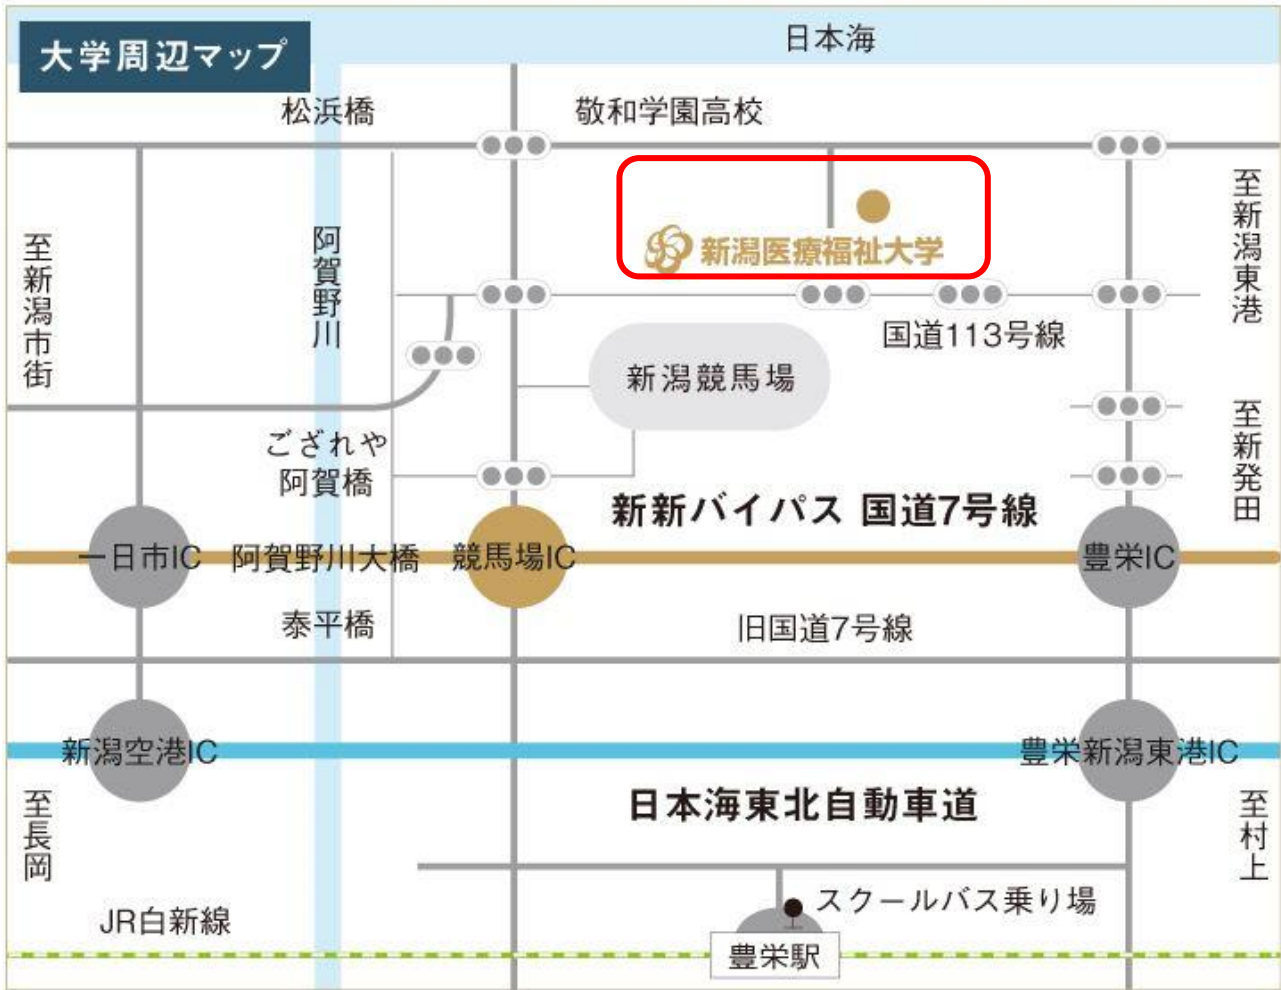 大学周辺マップ
日本海
松浜橋
敬和学園高校
至新潟東港
至新潟市街
阿賀野川
新潟医療福祉大学
国道113号線
新潟競馬場
至新発田
ござれや
阿賀橋
新新バイパス 国道7号線
一日市IC
阿賀野川大橋
競馬場IC
豊栄IC
泰平橋
旧国道7号線
新潟空港IC
豊栄新潟東港IC
至長岡
日本海東北自動車道
至村上
スクールバス乗り場
JR白新線
豊栄駅